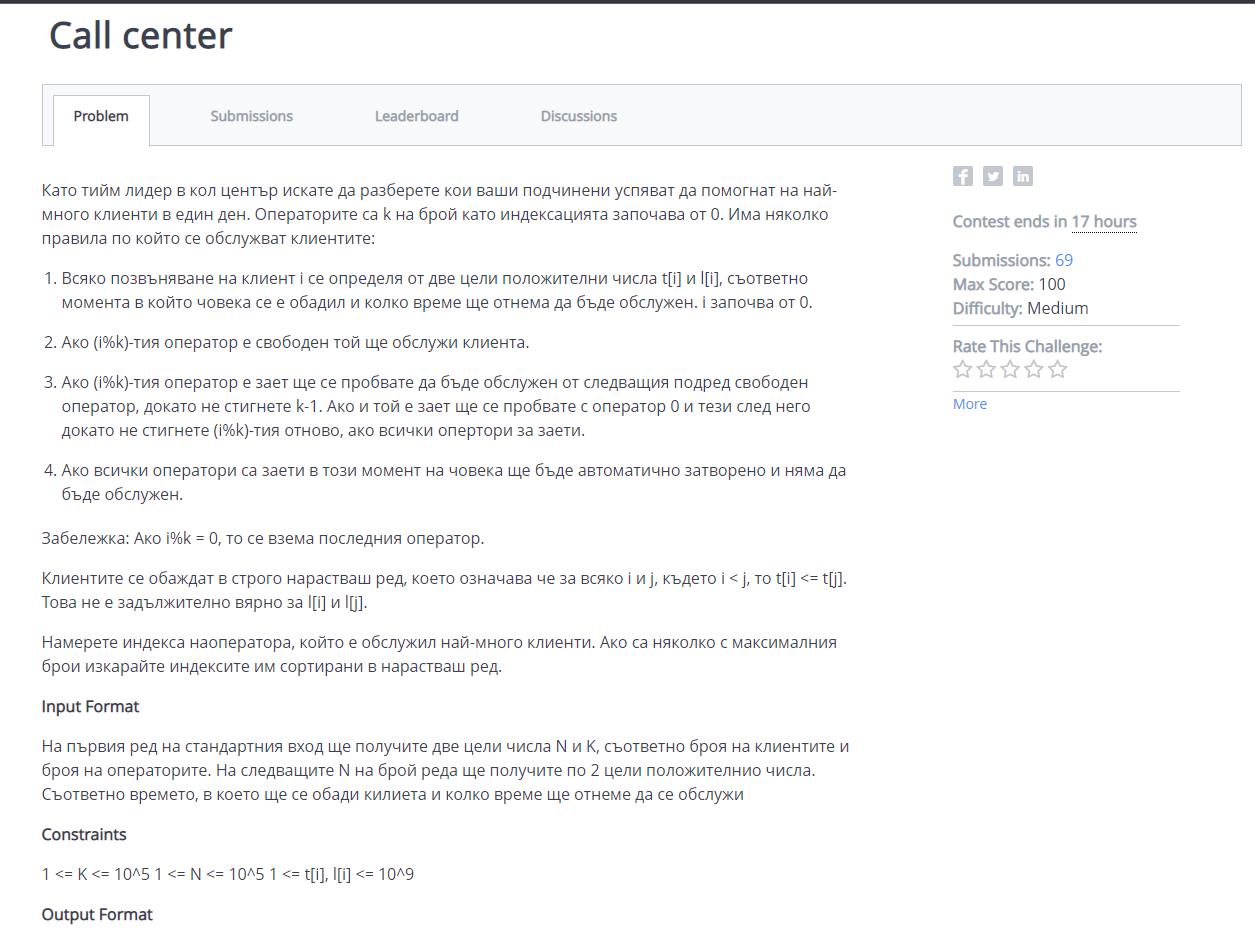 Call center
Problem
Submissions
Leaderboard
Discussions
Като тийм лидер в кол център искате да разберете кои ваши подчинени успяват да помогнат на най-
много клиенти в един ден. Операторите са k на брой като индексацията започава от 0. Има няколко
правила по който се обслужват клиентите:
1. Всяко позвъняване на клиент i се определя от две цели положителни числа t[i] и l[i], съответно
момента в който човека се е обадил и колко време ще отнема да бъде обслужен. i започва от 0.
2. Ако (i%k)-тия оператор е свободен той ще обслужи клиента.
3. Ако (i%k)-тия оператор е зает ще се пробвате да бъде обслужен от следващия подред свободен
оператор, докато не стигнете k-1. Ако и той е зает ще се пробвате с оператор 0 и тези след него
докато не стигнете (i%k)-тия отново, ако всички опертори за заети.
4. Ако всички оператори са заети в този момент на човека ще бъде автоматично затворено и няма да
бъде обслужен.
Забележка: Ако i%k = 0, то се взема последния оператор.
Клиентите се обаждат в строго нарастваш ред, което означава че за всяко i и j, където i < j, то t[i] <= t[j].
Това не е задължително вярно за l[i] и l[j].
Намерете индекса наоператора, който е обслужил най-много клиенти. Ако са няколко с максималния
брои изкарайте индексите им сортирани в нарастваш ред.
Input Format
На първия ред на стандартния вход ще получите две цели числа N и K, съответно броя на клиентите и
броя на операторите. На следващите N на брой реда ще получите по 2 цели положителнио числа.
Съответно времето, в което ще се обади килиета и колко време ще отнеме да се обслужи
Constraints
1 <= K <= 10^5 1 <= N <= 10^5 1 <= t[i], l[i] <= 10^9
Output Format
Contest ends in 17 hours
Submissions: 69
Max Score: 100
Difficulty: Medium
Rate This Challenge:
More